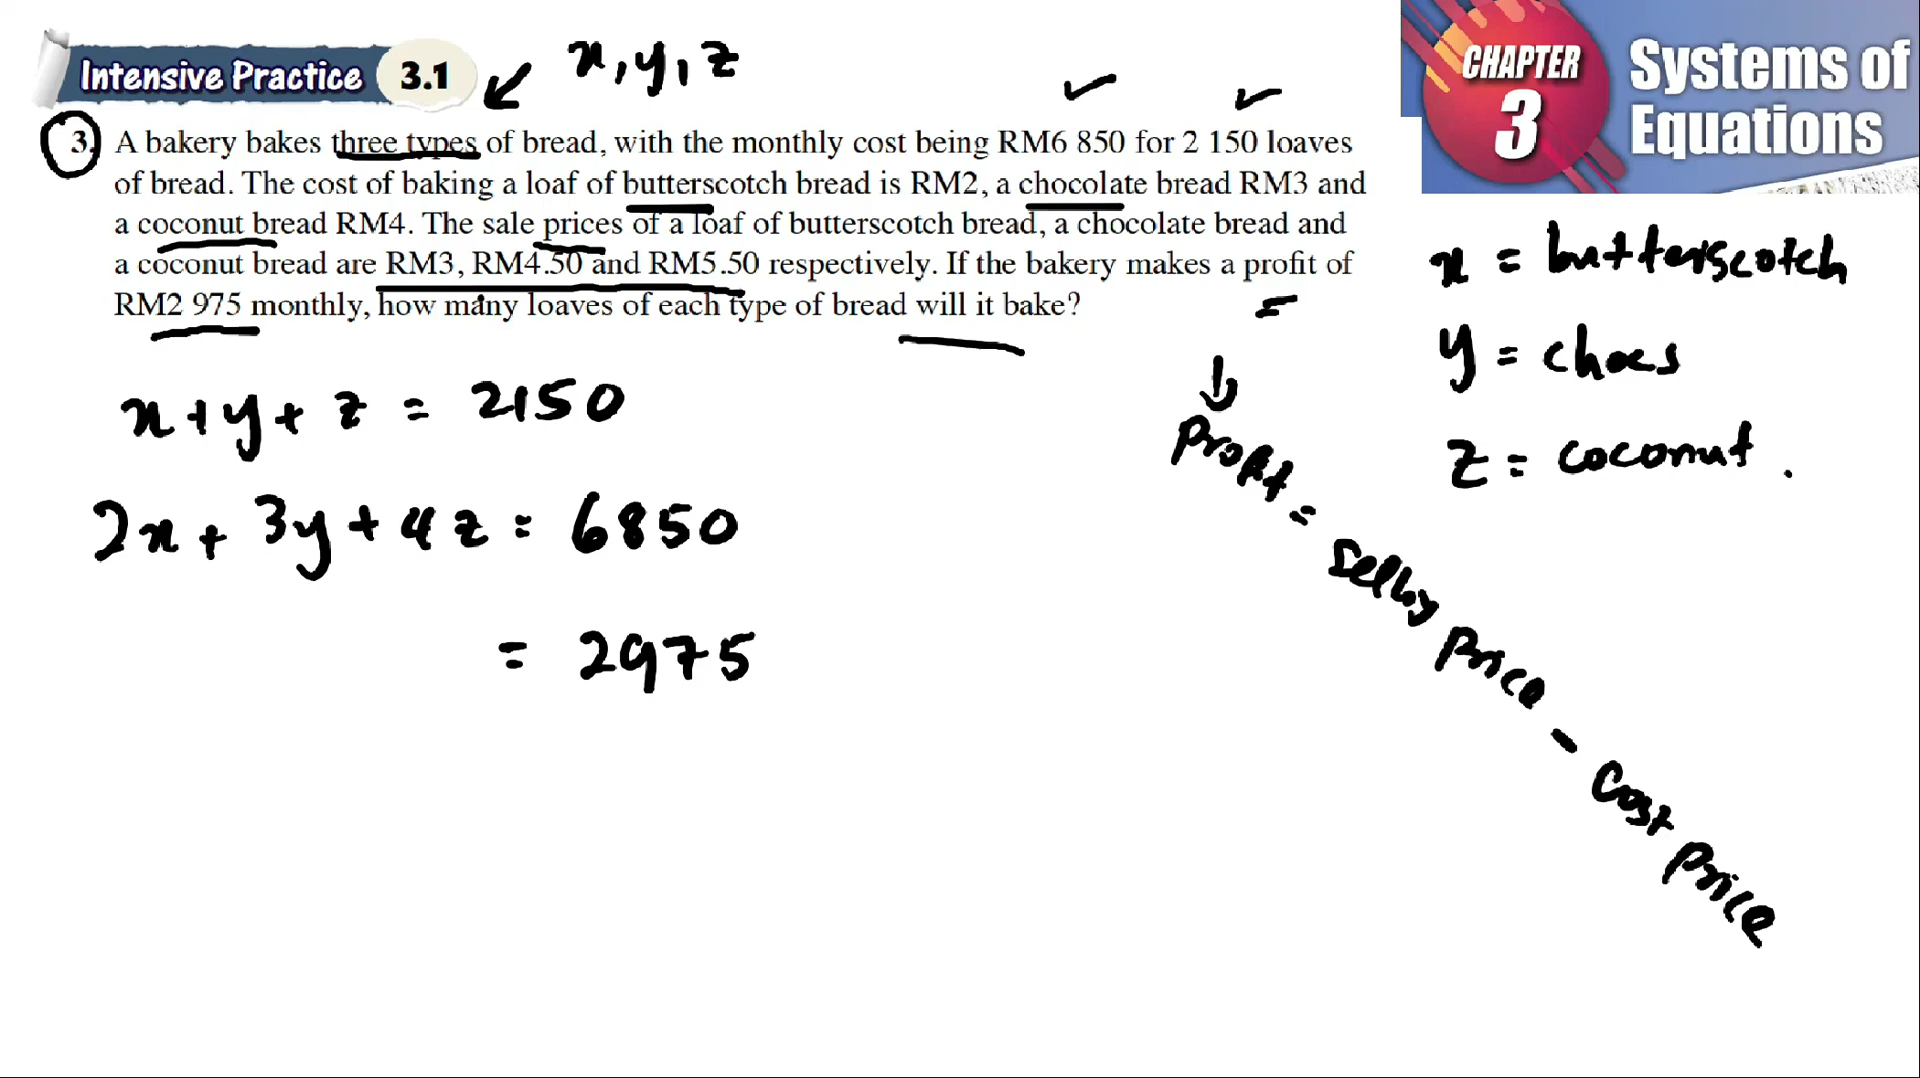 Intensive Practice 3.1
x, y, z
CHAPTER 3 Systems of Equations
3. A bakery bakes three types of bread, with the monthly cost being RM6 850 for 2 150 loaves
of bread. The cost of baking a loaf of butterscotch bread is RM2, a chocolate bread RM3 and
a coconut bread RM4. The sale prices of a loaf of butterscotch bread, a chocolate bread and
a coconut bread are RM3, RM4.50 and RM5.50 respectively. If the bakery makes a profit of
RM2 975 monthly, how many loaves of each type of bread will it bake?
x = butterscotch
y = chocs
z = coconut.
x + y + z = 2150
2x + 3y + 4z = 6850
= 2975
Profit = Selling Price - Cost Price